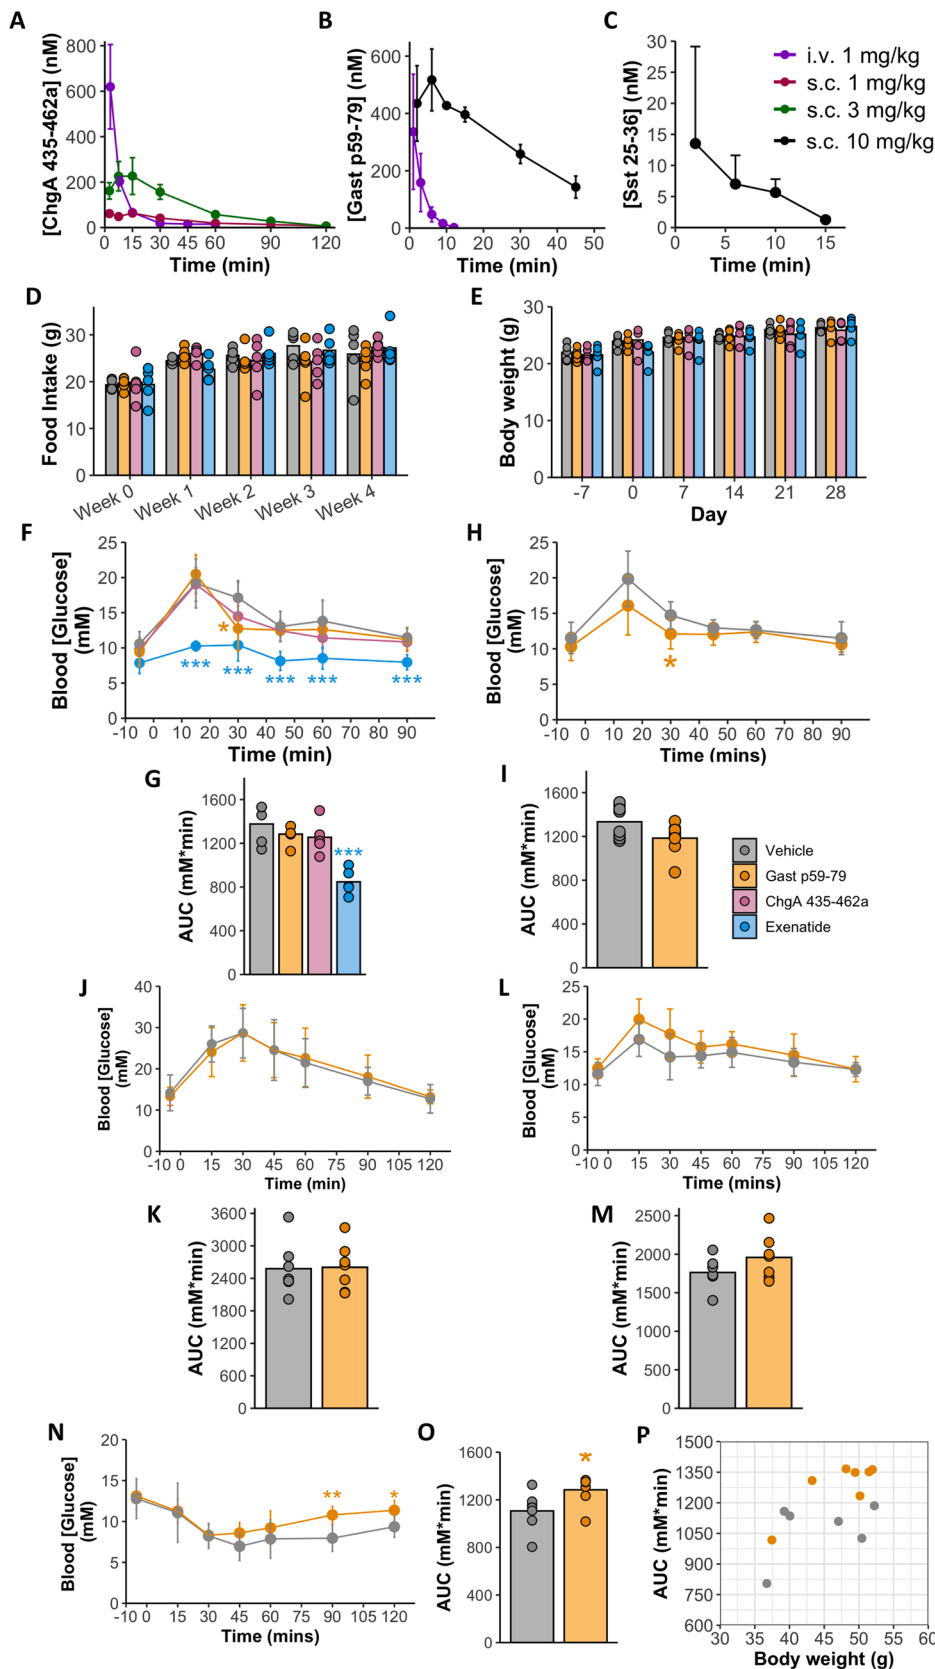 A
[ChgA 435-462a] (nM)
800
600
400
200
0
0 15 30 45 60 90 120
Time (min)
B
[Gast p59-79] (nM)
600
400
200
0
0 10 20 30 40 50
Time (min)
C
[Sst 25-36] (nM)
30
25
20
15
10
5
0
0 5 10 15
Time (min)
i.v. 1 mg/kg
s.c. 1 mg/kg
s.c. 3 mg/kg
s.c. 10 mg/kg
D
Food Intake (g)
30
20
10
0
Week 0 Week 1 Week 2 Week 3 Week 4
E
Body weight (g)
30
20
10
0
-7 0 7 14 21 28
Day
F
Blood [Glucose]
(mM)
25
20
15
10
5
0
*
*** *** *** *** ***
-10 0 10 20 30 40 50 60 70 80 90
Time (min)
H
Blood [Glucose]
(mM)
25
20
15
10
5
0
*
-10 0 10 20 30 40 50 60 70 80 90
Time (mins)
G
AUC (mM*min)
1600
1200
800
400
0
***
I
AUC (mM*min)
1600
1200
800
400
0
Vehicle
Gast p59-79
ChgA 435-462a
Exenatide
J
Blood [Glucose]
(mM)
40
30
20
10
0
-10 0 15 30 45 60 75 90 105 120
Time (min)
L
Blood [Glucose]
(mM)
25
20
15
10
5
0
-10 0 15 30 45 60 75 90 105 120
Time (mins)
K
AUC (mM*min)
3600
3000
2400
1800
1200
600
0
M
AUC (mM*min)
2500
2000
1500
1000
500
0
N
Blood [Glucose]
(mM)
20
15
10
5
0
** *
-10 0 15 30 45 60 75 90 105 120
Time (mins)
O
AUC (mM*min)
1600
1200
800
400
0
*
P
AUC (mM*min)
1500
1350
1200
1050
900
750
600
30 35 40 45 50 55 60
Body weight (g)